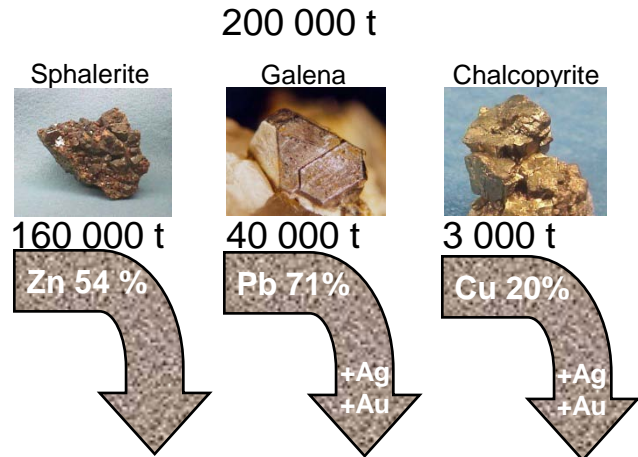 200 000 t
Sphalerite
Galena
Chalcopyrite
160 000 t
40 000 t
3 000 t
Zn 54 %
Pb 71%
Cu 20%
+Ag
+Au
+Ag
+Au